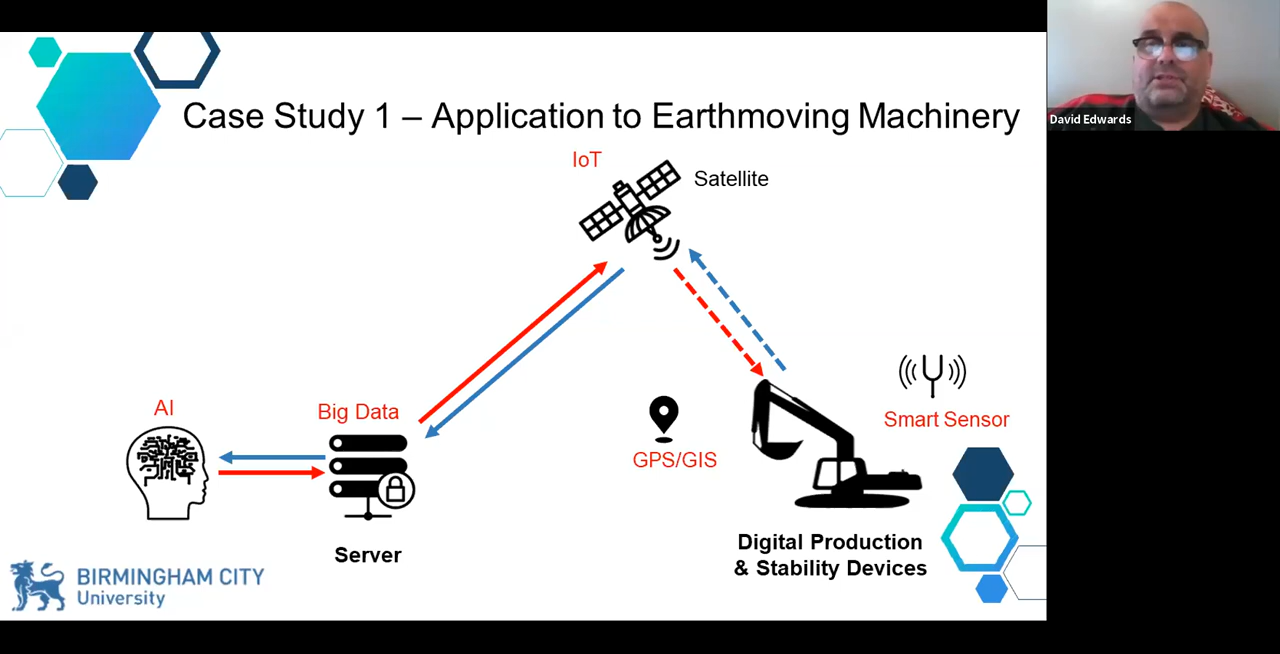 Case Study 1 – Application to Earthmoving Machinery
David Edwards
IoT
Satellite
AI
Big Data
GPS/GIS
Smart Sensor
Server
Digital Production
& Stability Devices
BIRMINGHAM CITY
University